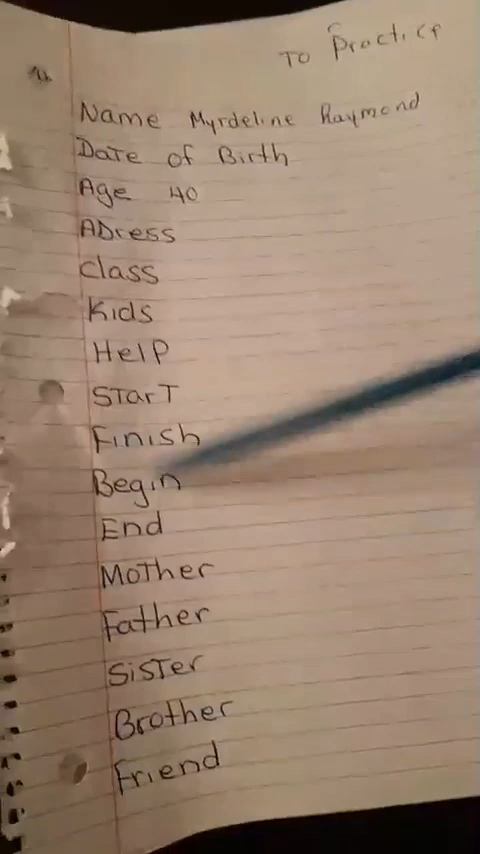 To Practice
Name Myrdeline Raymond
Date of Birth
Age 40
ADress
class
Kids
Help
Start
Finish
Begin
End
Mother
Father
Sister
Brother
Friend